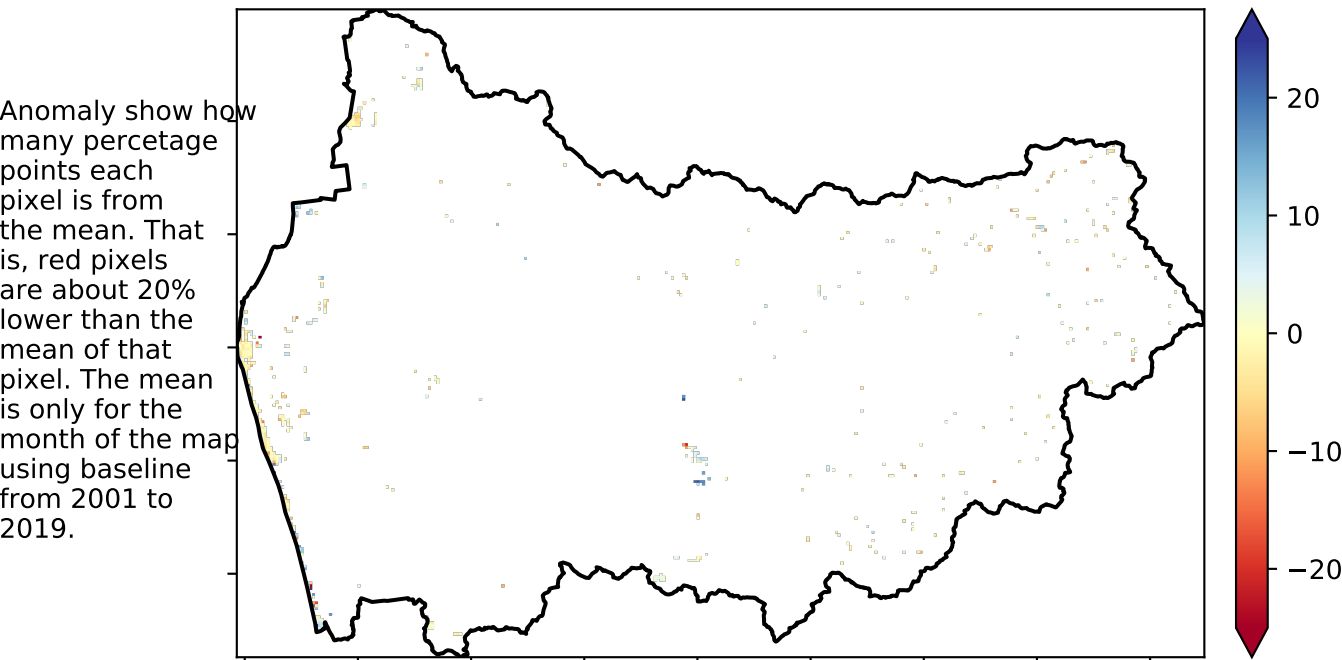 Anomaly show how
many percetage
points each
pixel is from
the mean. That
is, red pixels
are about 20%
lower than the
mean of that
pixel. The mean
is only for the
month of the map
using baseline
from 2001 to
2019.
20
10
0
−10
−20